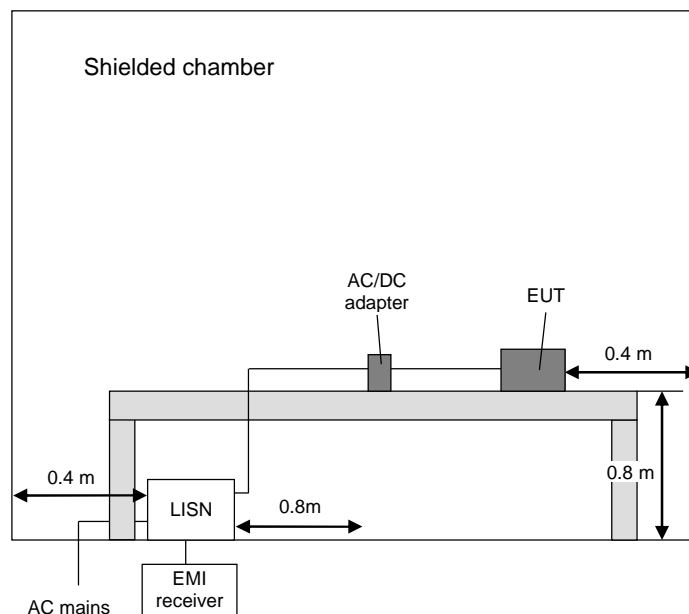 Shielded chamber
AC/DC
adapter
EUT
0.4 m
0.4 m
0.8 m
LISN
0.8m
EMI
receiver
AC mains